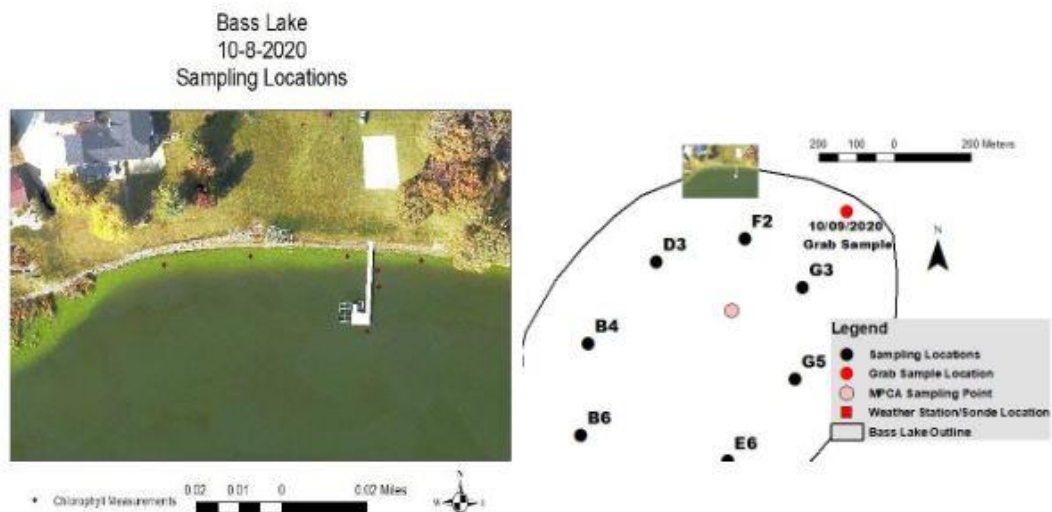 Bass Lake
10-8-2020
Sampling Locations
Chlorophyll Measurements
0.02 0.01 0 0.02 Miles
N
W E
200 100 0 200 Meters
10/09/2020
Grab Sample
N
F2
D3
G3
B4
G5
B6
E6
Legend
Sampling Locations
Grab Sample Location
MPCA Sampling Point
Weather Station/Sonde Location
Bass Lake Outline